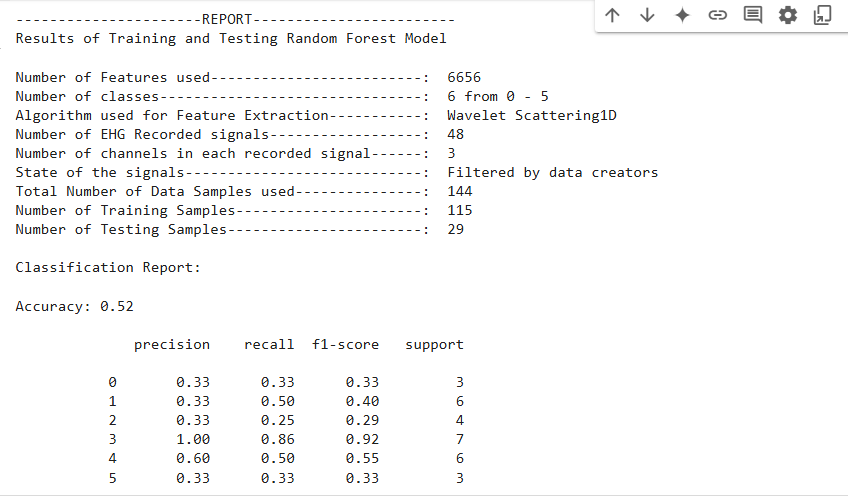 ----------------------REPORT------------------------
Results of Training and Testing Random Forest Model
Number of Features used-------------------------: 6656
Number of classes-------------------------------: 6 from 0 - 5
Algorithm used for Feature Extraction-----------: Wavelet Scattering1D
Number of EHG Recorded signals------------------: 48
Number of channels in each recorded signal------: 3
State of the signals----------------------------: Filtered by data creators
Total Number of Data Samples used---------------: 144
Number of Training Samples----------------------: 115
Number of Testing Samples-----------------------: 29
Classification Report:
Accuracy: 0.52
precision recall f1-score support
0 0.33 0.33 0.33 3
1 0.33 0.50 0.40 6
2 0.33 0.25 0.29 4
3 1.00 0.86 0.92 7
4 0.60 0.50 0.55 6
5 0.33 0.33 0.33 3